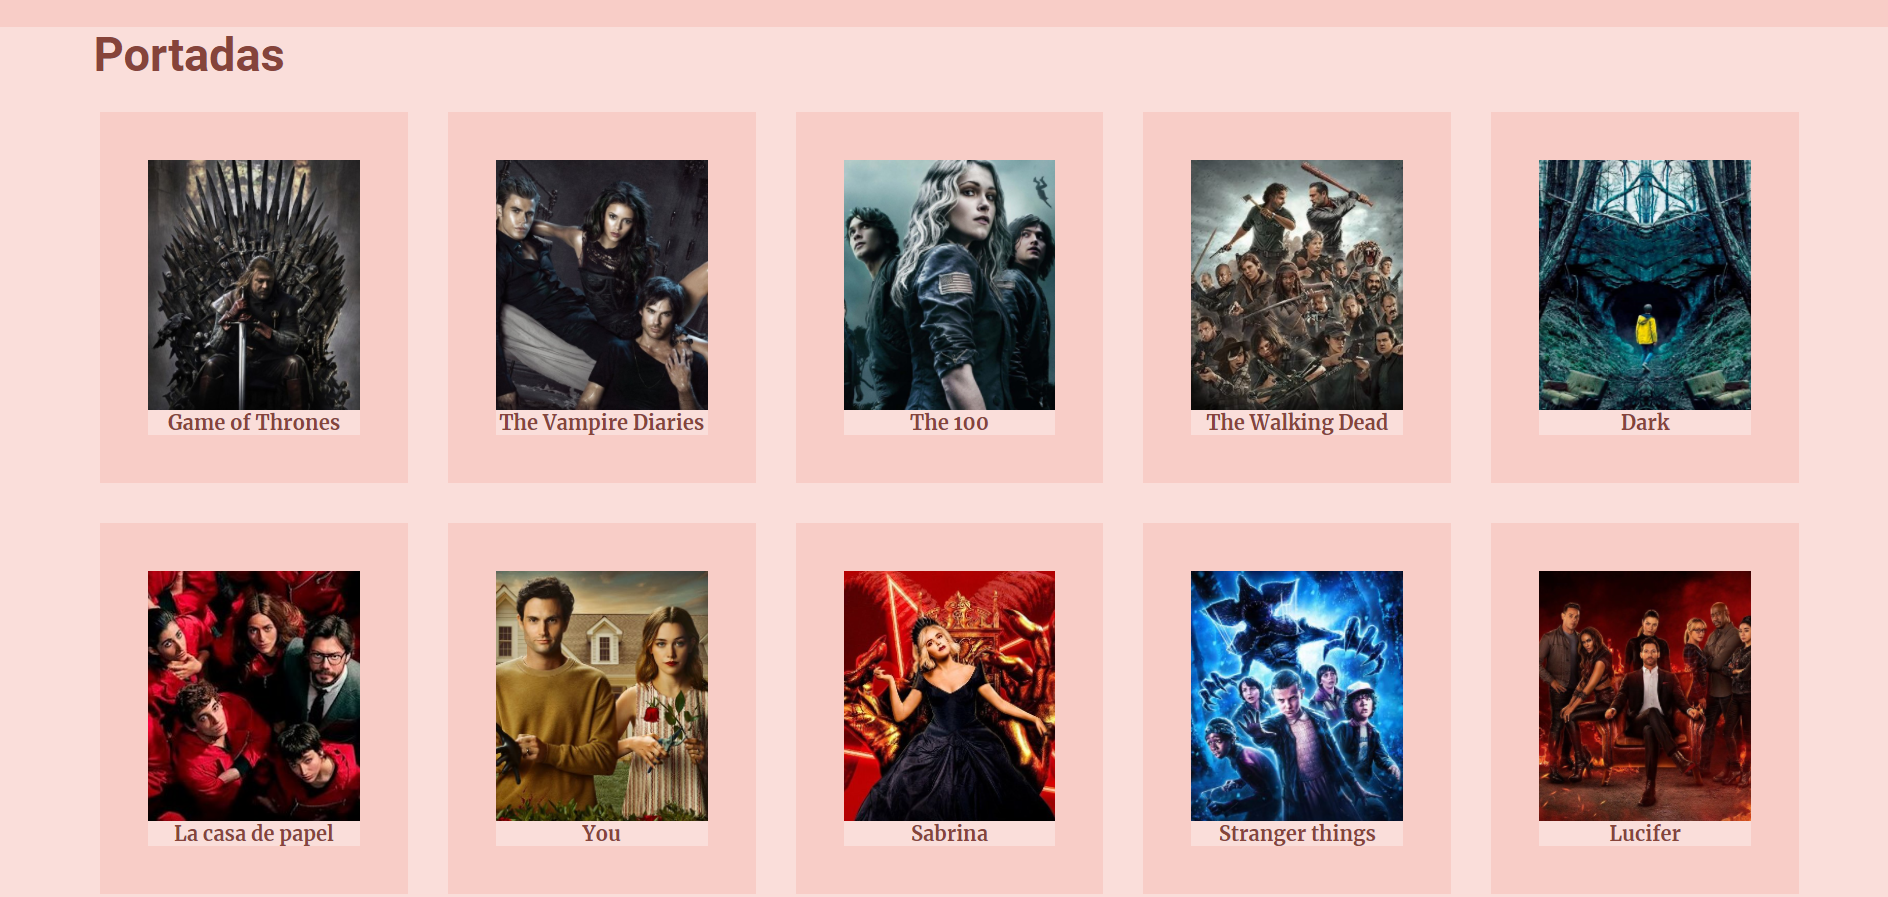 Portadas
Game of Thrones
The Vampire Diaries
The 100
The Walking Dead
Dark
La casa de papel
You
Sabrina
Stranger things
Lucifer